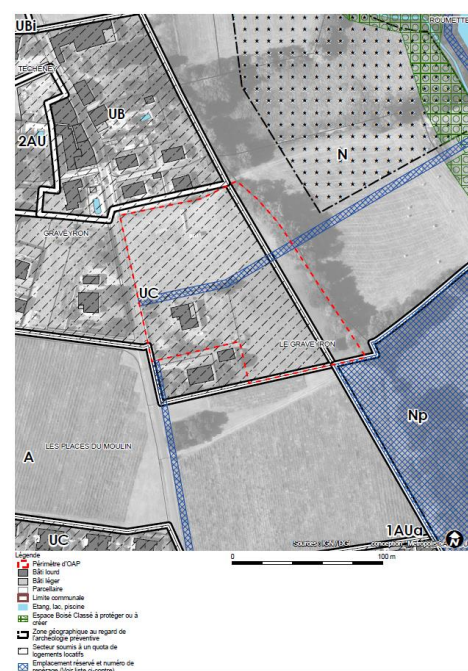 UBi
ROUMETTE
TECHENEY
UB
2AU
N
GRAVEYRON
UC
LE GRAVEYRON
Np
LES PLACES DU MOULIN
A
1AUa
UC
Légende
0
100 m
N
Périmètre d'OAP
Bâti lourd
Bâti léger
Parcellaire
Limite communale
Etang, lac, piscine
Espace Boisé Classé à protéger ou à
créer
Zone géographique au regard de
l'archéologie préventive
Secteur soumis à un quota de
logements locatifs
Emplacement réservé et numéro de